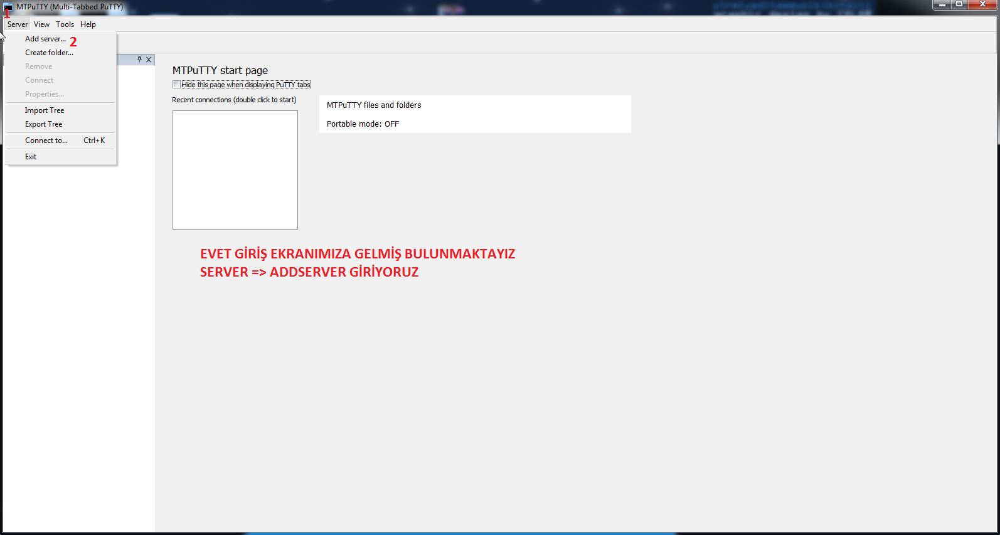 MTPuTTY (Multi-Tabbed PuTTY)
1
Server View Tools Help
Add server... 2
Create folder...
Remove
Connect
Properties...
Import Tree
Export Tree
Connect to... Ctrl+K
Exit
MTPuTTY start page
Hide this page when displaying PuTTY tabs
Recent connections (double click to start)
MTPuTTY files and folders
Portable mode: OFF
EVET GİRİŞ EKRANIMIZA GELMİŞ BULUNMAKTAYIZ
SERVER => ADDSERVER GİRİYORUZ